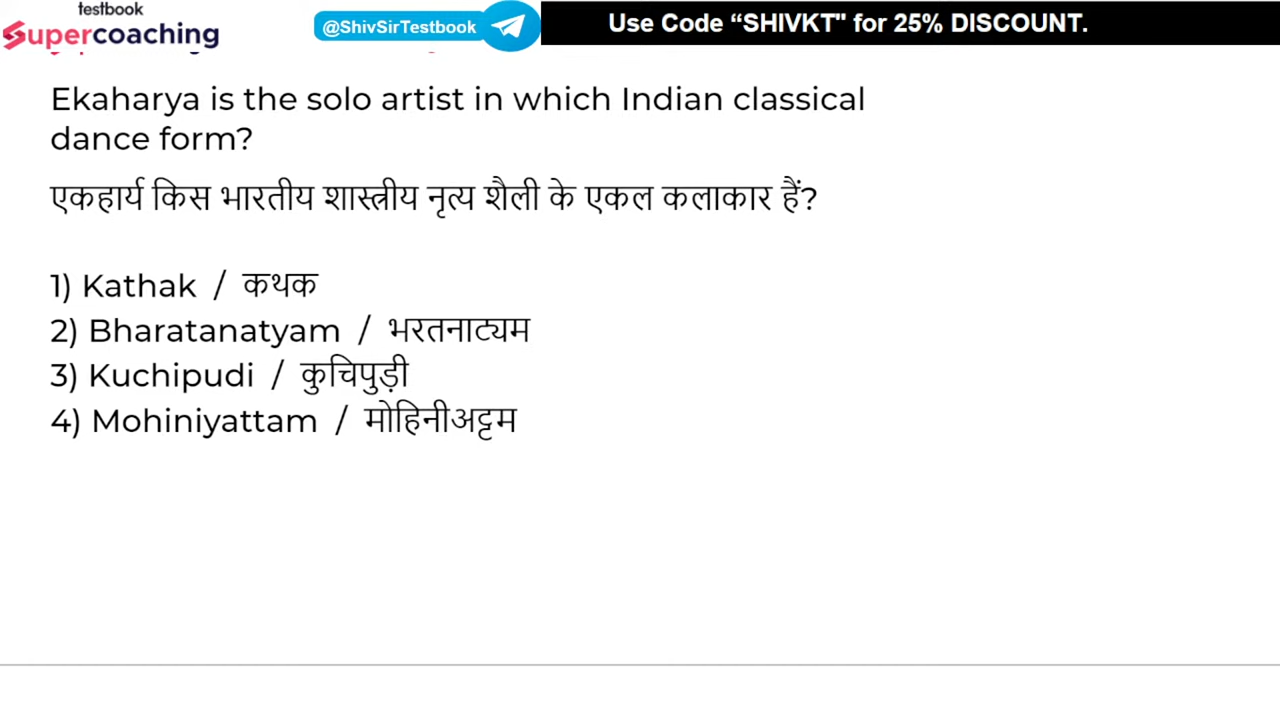 testbook
Supercoaching
@ShivSirTestbook
Use Code “SHIVKT" for 25% DISCOUNT.
Ekaharya is the solo artist in which Indian classical
dance form?
एकहार्य किस भारतीय शास्त्रीय नृत्य शैली के एकल कलाकार हैं?
1) Kathak / कथक
2) Bharatanatyam / भरतनाट्यम
3) Kuchipudi / कुचिपुड़ी
4) Mohiniyattam / मोहिनीअट्टम